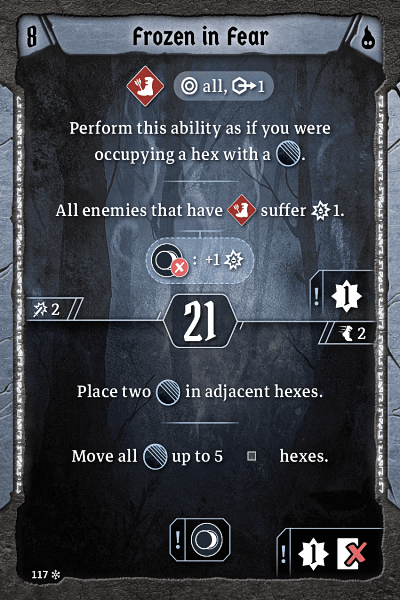 8 Frozen in Fear
all, 1
Perform this ability as if you were
occupying a hex with a .
All enemies that have suffer 1.
: +1
! 1
2
21
2
Place two in adjacent hexes.
Move all up to 5 hexes.
!
! 1
117